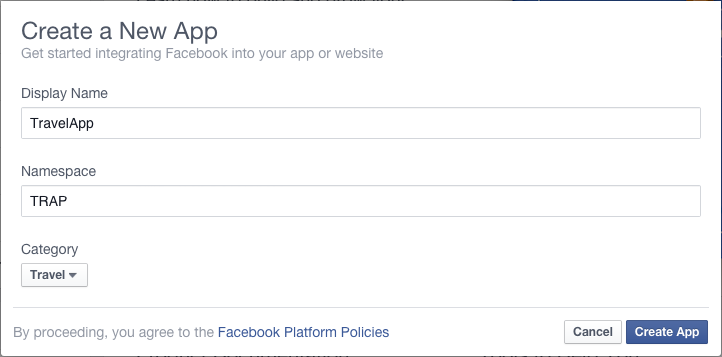 Create a New App
Get started integrating Facebook into your app or website
Display Name
TravelApp
Namespace
TRAP
Category
Travel
By proceeding, you agree to the Facebook Platform Policies
Cancel
Create App